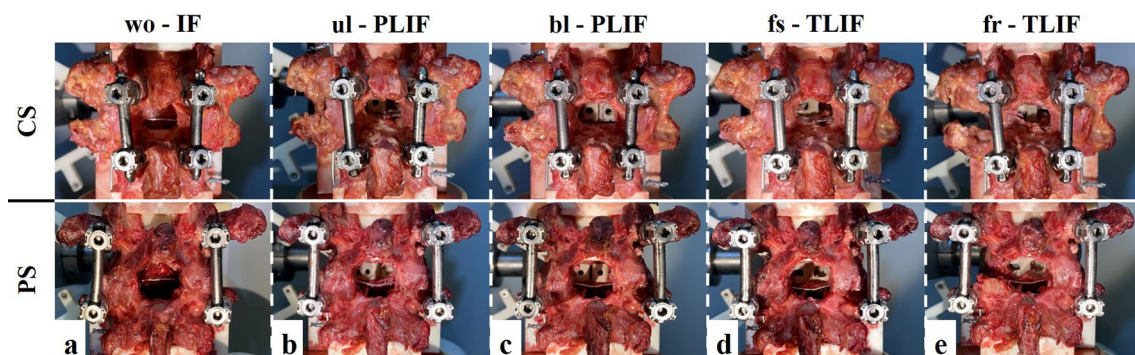 wo - IF
ul - PLIF
bl - PLIF
fs - TLIF
fr - TLIF
CS
PS
a
b
c
d
e